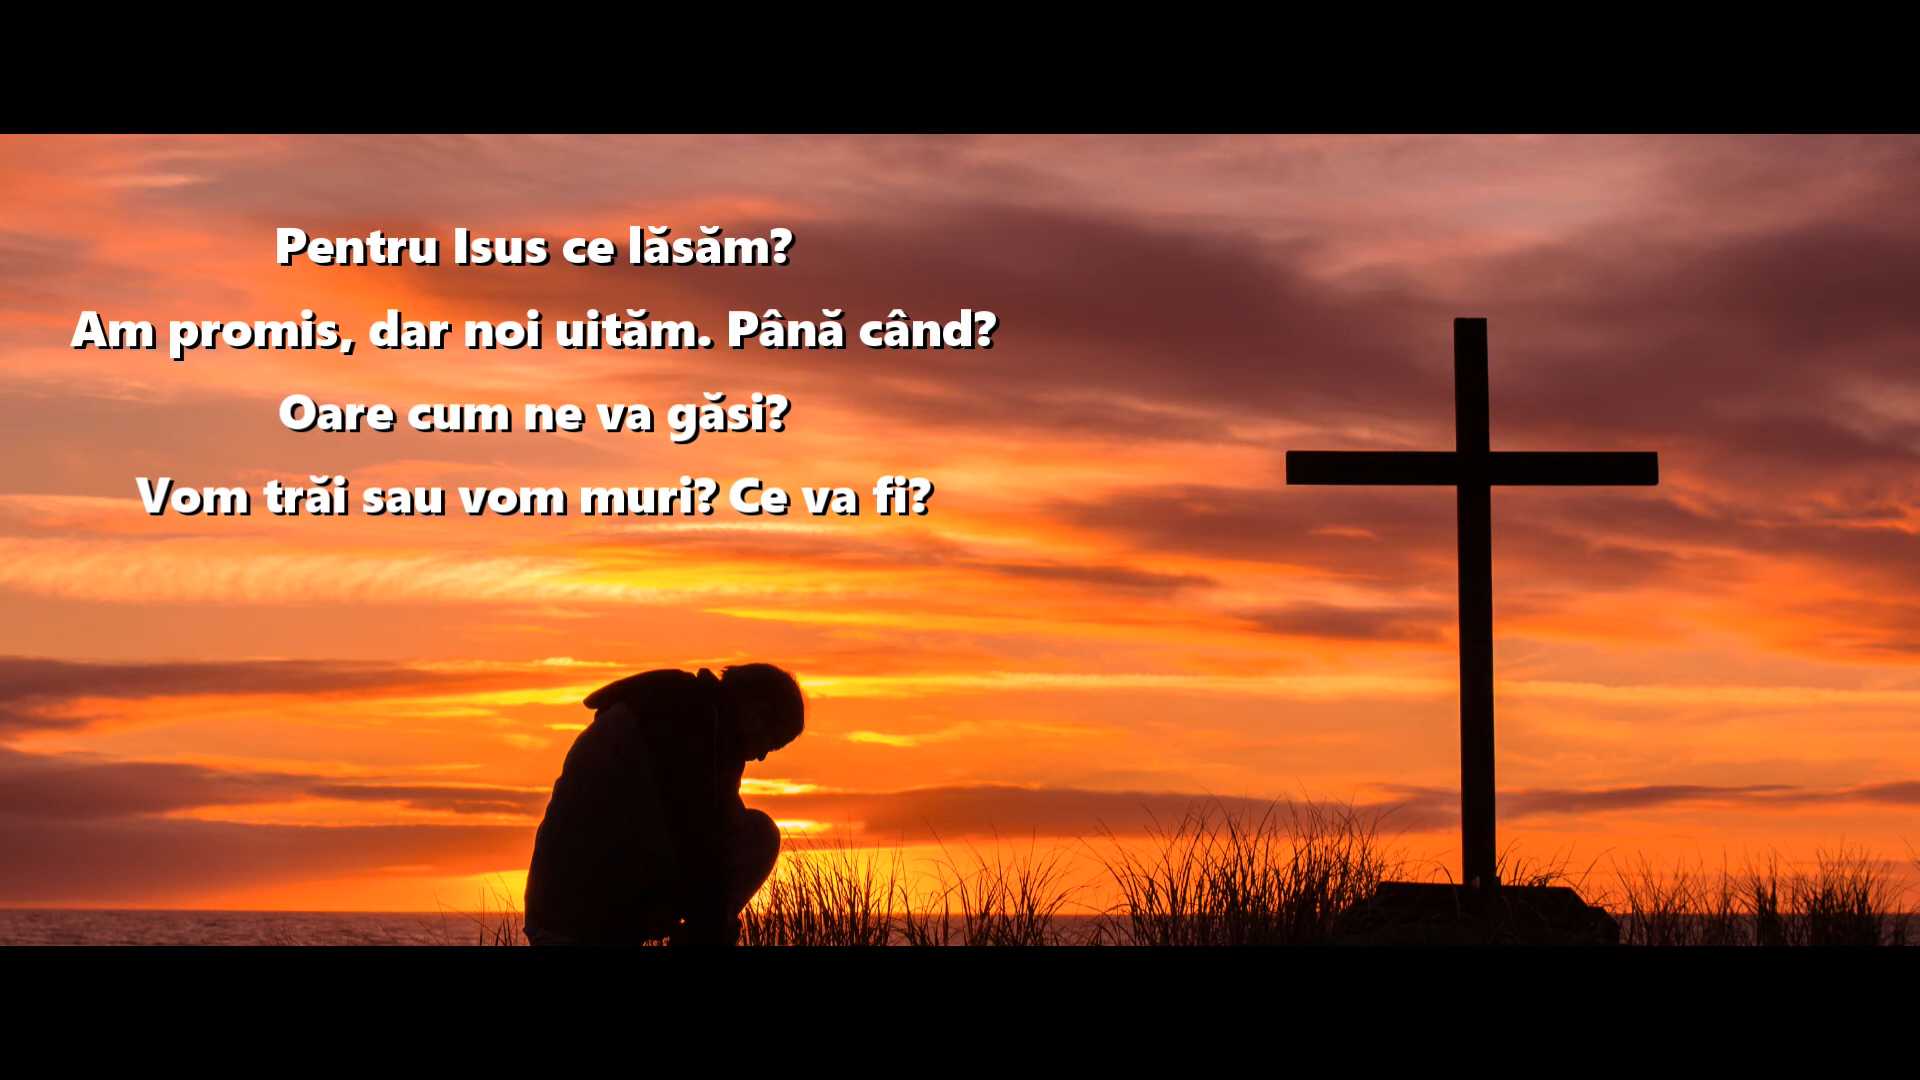 Pentru Isus ce lăsăm?
Am promis, dar noi uităm. Până când?
Oare cum ne va găsi?
Vom trăi sau vom muri? Ce va fi?